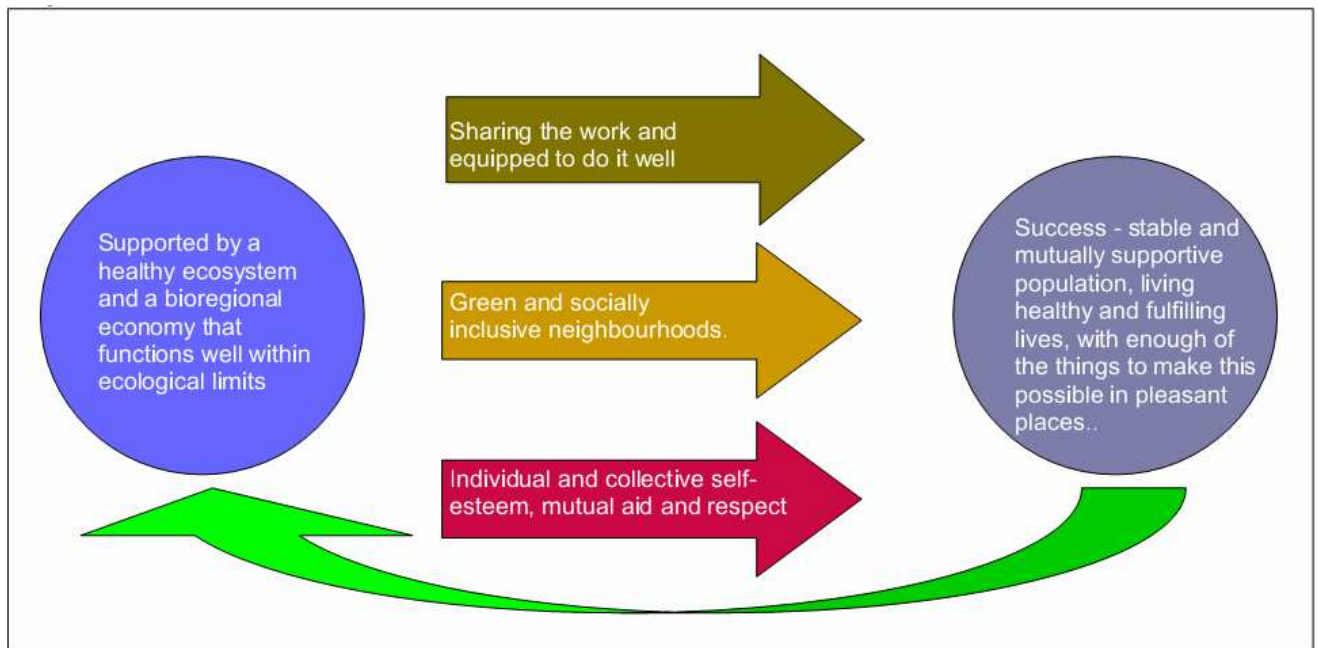 Supported by a
healthy ecosystem
and a bioregional
economy that
functions well within
ecological limits
Sharing the work and
equipped to do it well
Green and socially
inclusive neighbourhoods.
Individual and collective self-
esteem, mutual aid and respect
Success - stable and
mutually supportive
population, living
healthy and fulfilling
lives, with enough of
the things to make this
possible in pleasant
places..